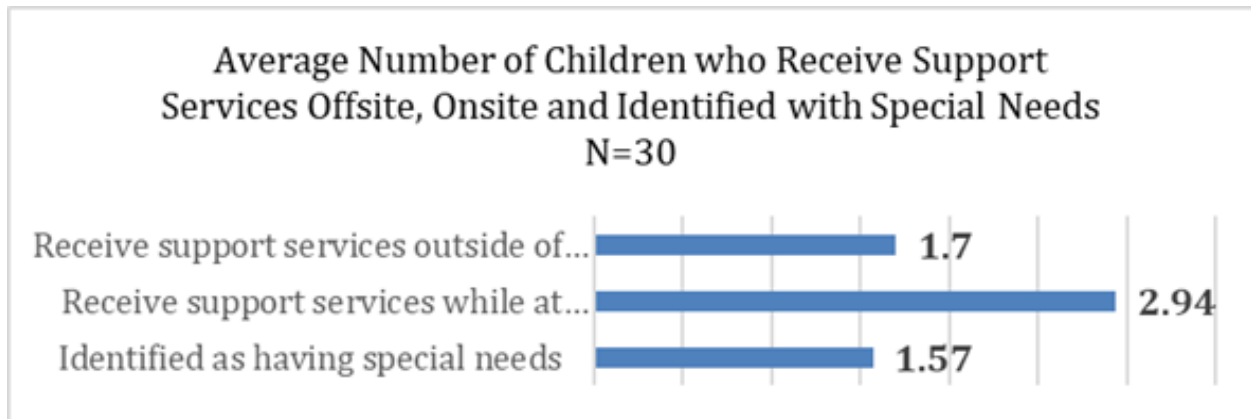 Average Number of Children who Receive Support
Services Offsite, Onsite and Identified with Special Needs
N=30
Receive support services outside of...
1.7
Receive support services while at...
2.94
Identified as having special needs
1.57